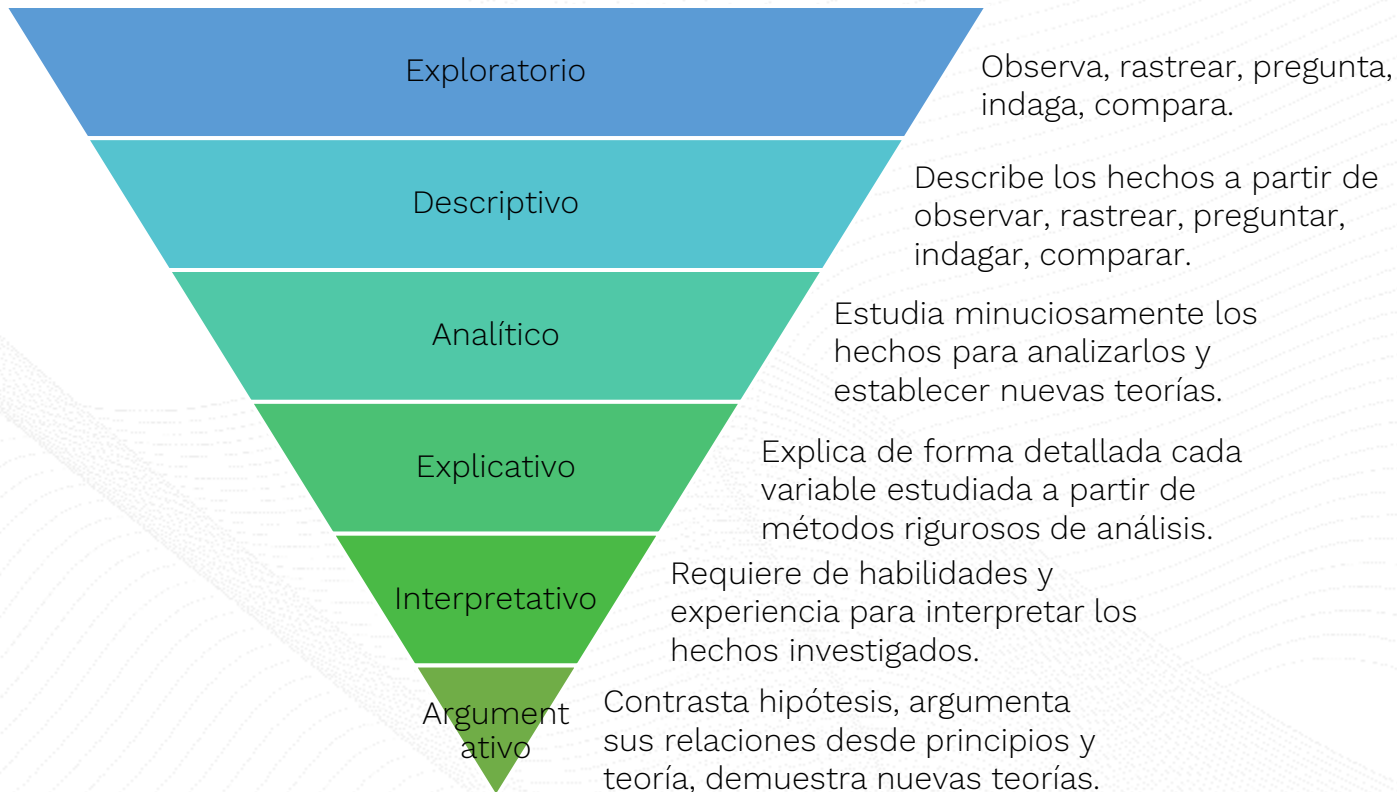 Exploratorio
Observa, rastrear, pregunta,
indaga, compara.
Descriptivo
Describe los hechos a partir de
observar, rastrear, preguntar,
indagar, comparar.
Analítico
Estudia minuciosamente los
hechos para analizarlos y
establecer nuevas teorías.
Explicativo
Explica de forma detallada cada
variable estudiada a partir de
métodos rigurosos de análisis.
Interpretativo
Requiere de habilidades y
experiencia para interpretar los
hechos investigados.
Argument
ativo
Contrasta hipótesis, argumenta
sus relaciones desde principios y
teoría, demuestra nuevas teorías.